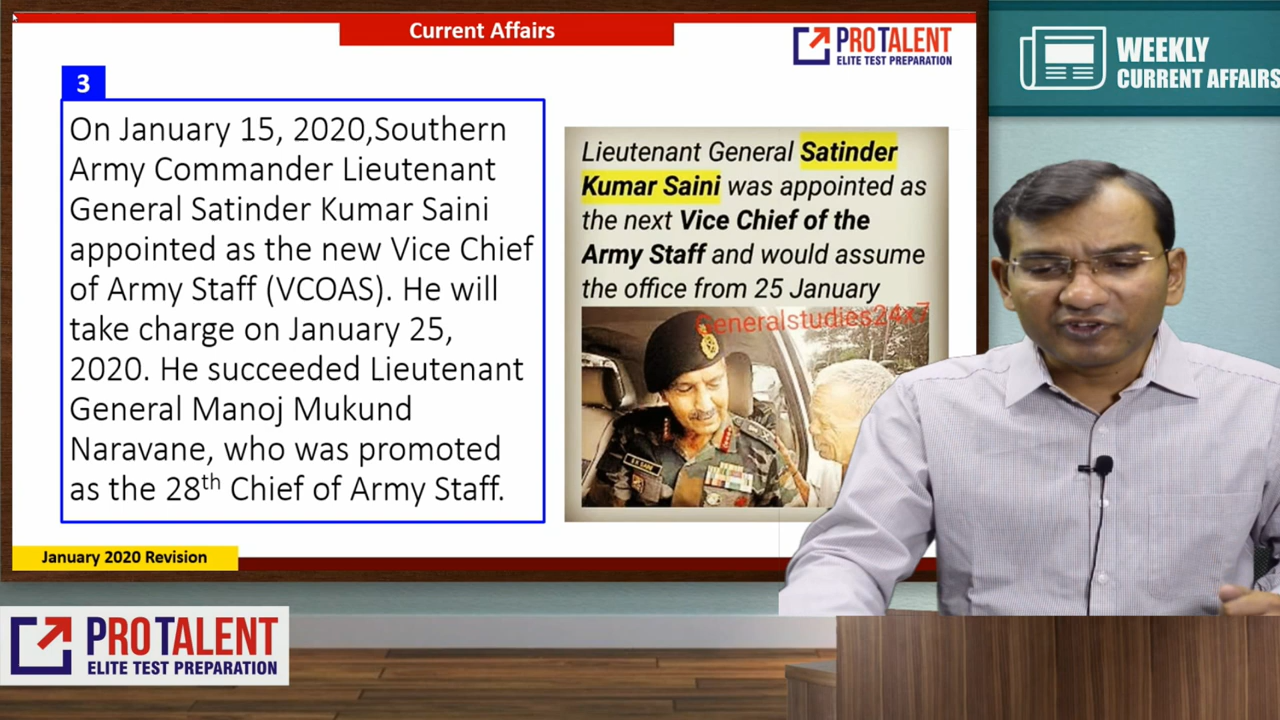 Current Affairs
PROTALENT
ELITE TEST PREPARATION
WEEKLY
CURRENT AFFAIRS
3
On January 15, 2020,Southern
Army Commander Lieutenant
General Satinder Kumar Saini
appointed as the new Vice Chief
of Army Staff (VCOAS). He will
take charge on January 25,
2020. He succeeded Lieutenant
General Manoj Mukund
Naravane, who was promoted
as the 28th Chief of Army Staff.
Lieutenant General Satinder
Kumar Saini was appointed as
the next Vice Chief of the
Army Staff and would assume
the office from 25 January
Generalstudies24x7
S K SAINI
January 2020 Revision
PROTALENT
ELITE TEST PREPARATION